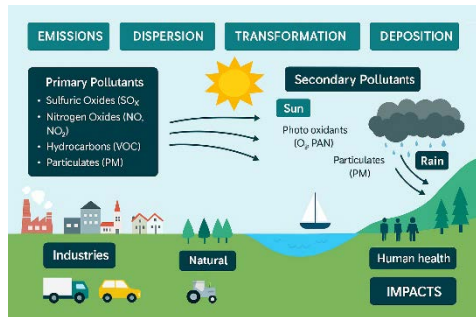 EMISSIONS
DISPERSION
TRANSFORMATION
DEPOSITION
Primary Pollutants
• Sulfuric Oxides (SOx
• Nitrogen Oxides (NO,
NO₂)
• Hydrocarbons (VOC)
• Particulates (PM)
Secondary Pollutants
Sun
Photo oxidants
(O₃, PAN)
Particulates
(PM)
Rain
Industries
Natural
Human health
IMPACTS